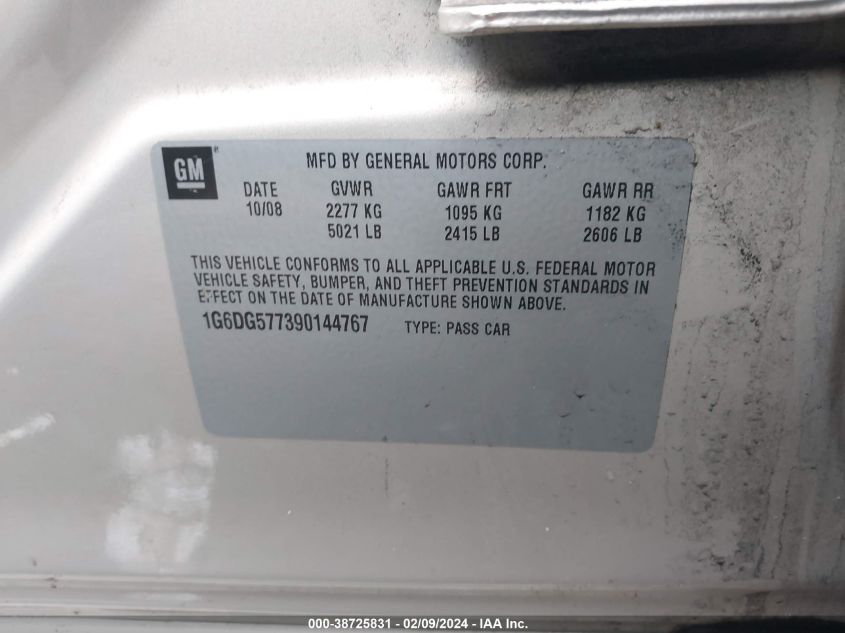 GM
MFD BY GENERAL MOTORS CORP.
DATE GVWR GAWR FRT GAWR RR
10/08 2277 KG 1095 KG 1182 KG
5021 LB 2415 LB 2606 LB
THIS VEHICLE CONFORMS TO ALL APPLICABLE U.S. FEDERAL MOTOR
VEHICLE SAFETY, BUMPER, AND THEFT PREVENTION STANDARDS IN
EFFECT ON THE DATE OF MANUFACTURE SHOWN ABOVE.
1G6DG577390144767 TYPE: PASS CAR
000-38725831 - 02/09/2024 - IAA Inc.